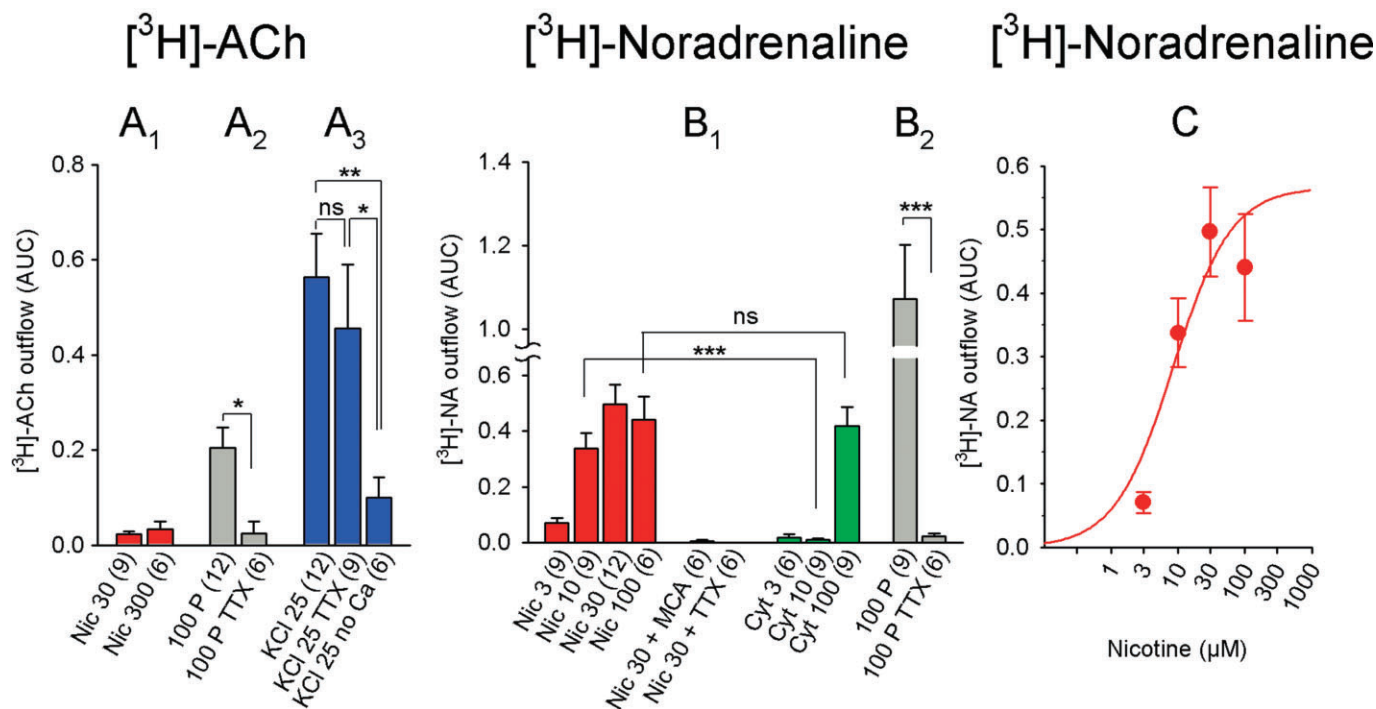 [³H]-ACh
[³H]-Noradrenaline
[³H]-Noradrenaline
A₁
A₂
A₃
B₁
B₂
C
[³H]-ACh outflow (AUC)
0.8
0.6
0.4
0.2
0.0
*
ns
**
*
Nic 30 (9)
Nic 300 (6)
100 P (12)
100 P TTX (6)
KCl 25 (12)
KCl 25 TTX (9)
KCl 25 no Ca (6)
[³H]-NA outflow (AUC)
1.4
1.2
1.0
0.6
0.4
0.2
0.0
ns
***
***
Nic 3 (9)
Nic 10 (9)
Nic 30 (12)
Nic 100 (6)
Nic 30 + MCA (6)
Nic 30 + TTX (6)
Cyt 3 (6)
Cyt 10 (9)
Cyt 100 (9)
100 P (9)
100 P TTX (6)
[³H]-NA outflow (AUC)
0.6
0.5
0.4
0.3
0.2
0.1
0.0
1
3
10
30
100
300
1000
Nicotine (µM)